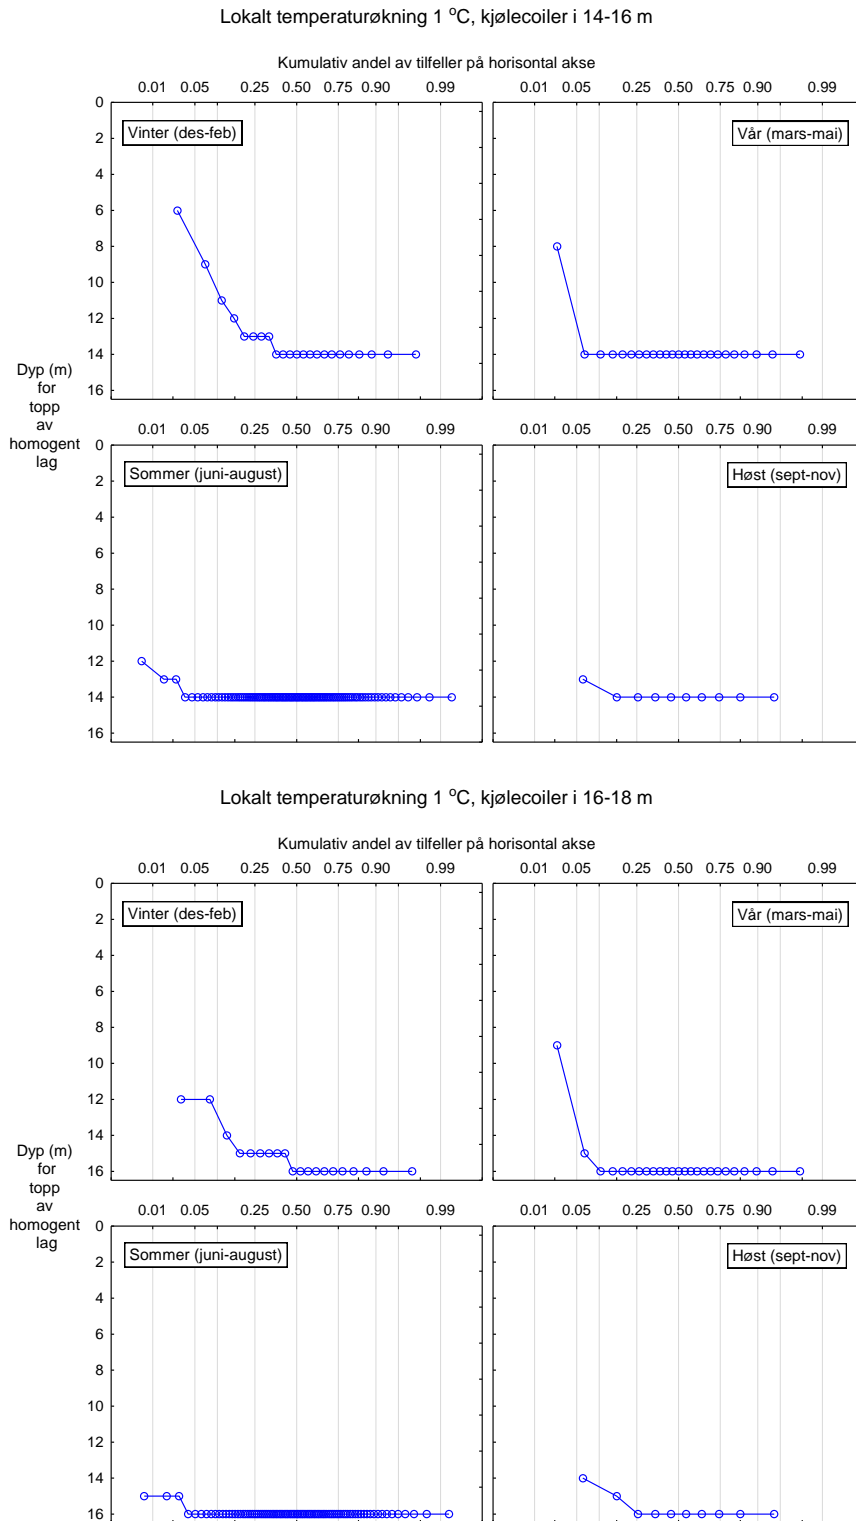 Lokalt temperaturøkning 1 °C, kjølecoiler i 14-16 m
Kumulativ andel av tilfeller på horisontal akse
0.01 0.05 0.25 0.50 0.75 0.90 0.99 0.01 0.05 0.25 0.50 0.75 0.90 0.99
0
Vinter (des-feb) Vår (mars-mai)
2
4
6
8
10
12
14
16
Dyp (m)
for
topp
av
homogent
lag
0.01 0.05 0.25 0.50 0.75 0.90 0.99 0.01 0.05 0.25 0.50 0.75 0.90 0.99
0
Sommer (juni-august) Høst (sept-nov)
2
4
6
8
10
12
14
16
Lokalt temperaturøkning 1 °C, kjølecoiler i 16-18 m
Kumulativ andel av tilfeller på horisontal akse
0.01 0.05 0.25 0.50 0.75 0.90 0.99 0.01 0.05 0.25 0.50 0.75 0.90 0.99
0
Vinter (des-feb) Vår (mars-mai)
2
4
6
8
10
12
14
16
Dyp (m)
for
topp
av
homogent
lag
0.01 0.05 0.25 0.50 0.75 0.90 0.99 0.01 0.05 0.25 0.50 0.75 0.90 0.99
0
Sommer (juni-august) Høst (sept-nov)
2
4
6
8
10
12
14
16